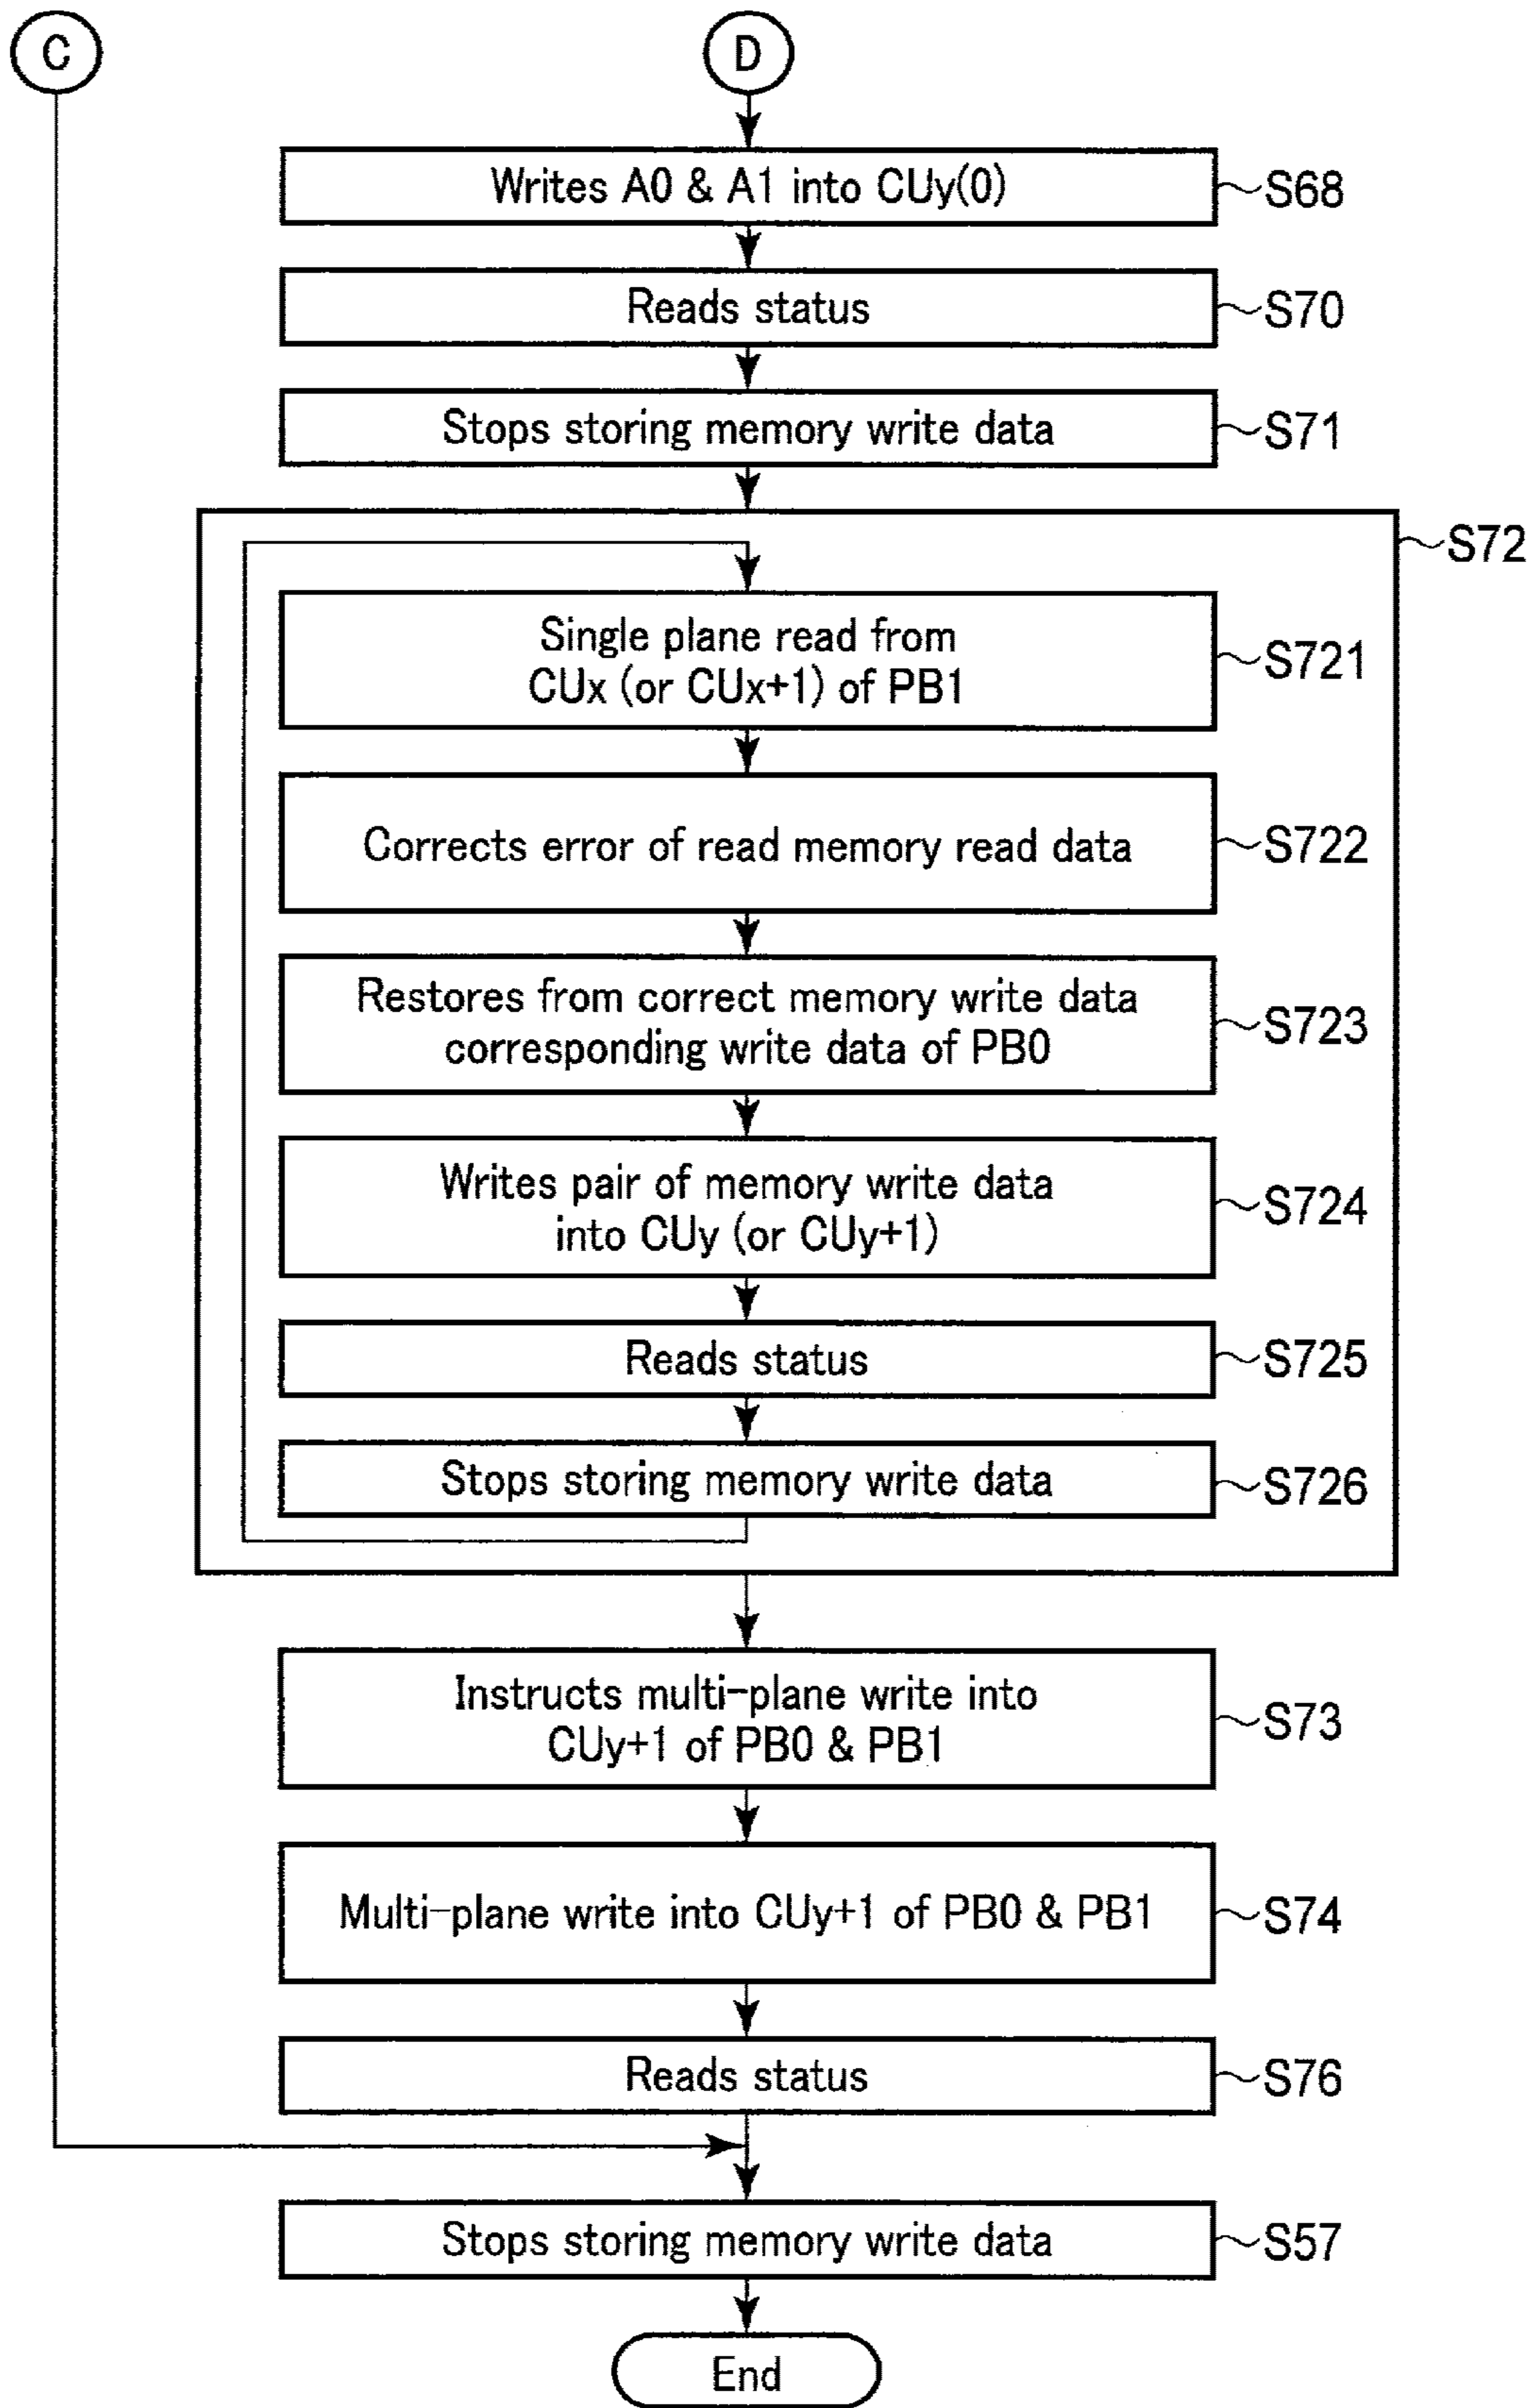 C
D
Writes A0 & A1 into CUy(0)
S68
Reads status
S70
Stops storing memory write data
S71
S72
Single plane read from
CUx (or CUx+1) of PB1
S721
Corrects error of read memory read data
S722
Restores from correct memory write data
corresponding write data of PB0
S723
Writes pair of memory write data
into CUy (or CUy+1)
S724
Reads status
S725
Stops storing memory write data
S726
Instructs multi-plane write into
CUy+1 of PB0 & PB1
S73
Multi-plane write into CUy+1 of PB0 & PB1
S74
Reads status
S76
Stops storing memory write data
S57
End